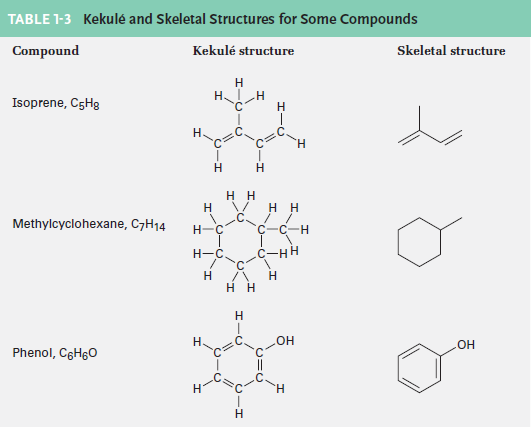 TABLE 1-3 Kekulé and Skeletal Structures for Some Compounds
Compound Kekulé structure Skeletal structure
Isoprene, C5H8
H
H H
C H
H C C
C C H
H H
Methylcyclohexane, C7H14
H H
H C H H
H C C C H
H C C H H
H C H
H H
Phenol, C6H6O
H
H C OH
C C
C C
H C H
H
OH